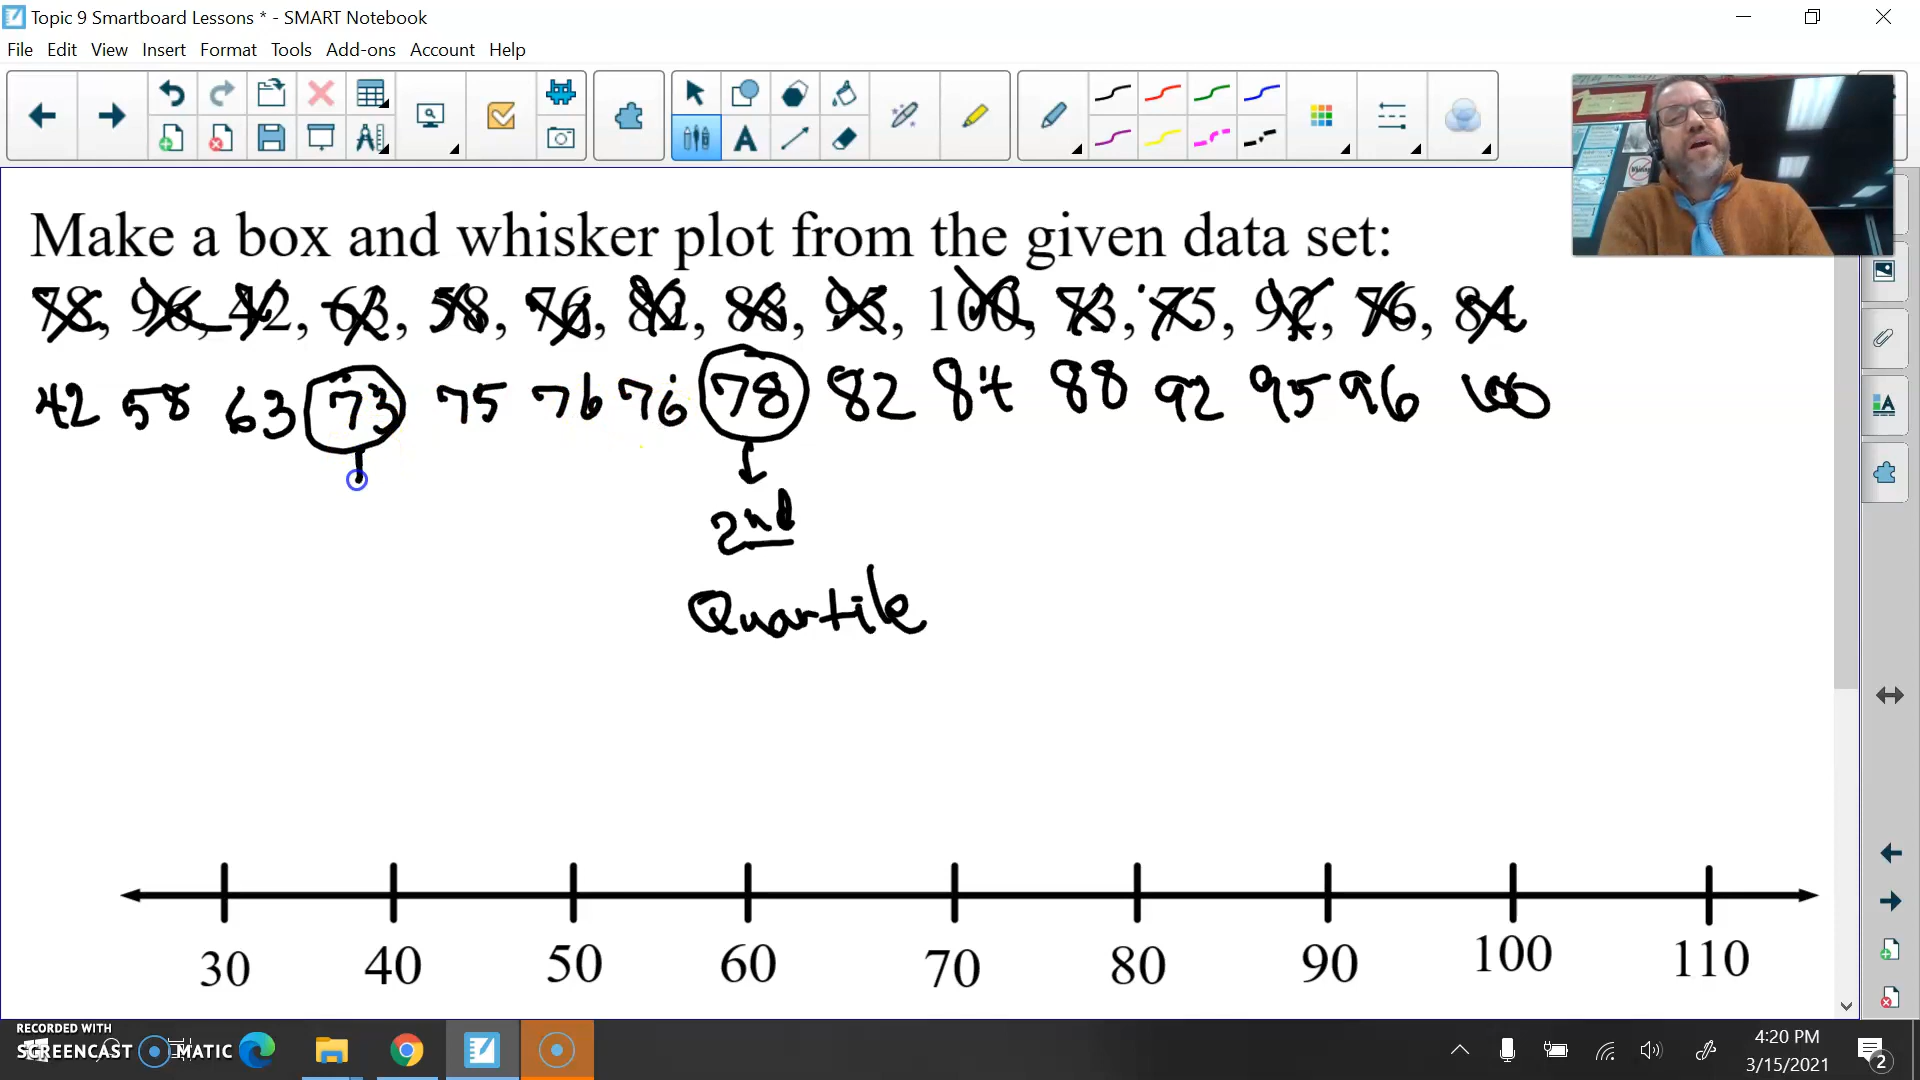 Topic 9 Smartboard Lessons * - SMART Notebook
File Edit View Insert Format Tools Add-ons Account Help
Make a box and whisker plot from the given data set:
78, 96, 42, 63, 58, 76, 82, 88, 95, 100, 73, 75, 92, 76, 84
42 58 63 73 75 76 76 78 82 84 88 92 95 96 100
2nd
Quartile
30 40 50 60 70 80 90 100 110
RECORDED WITH
SCREENCAST MATIC
4:20 PM
3/15/2021
2